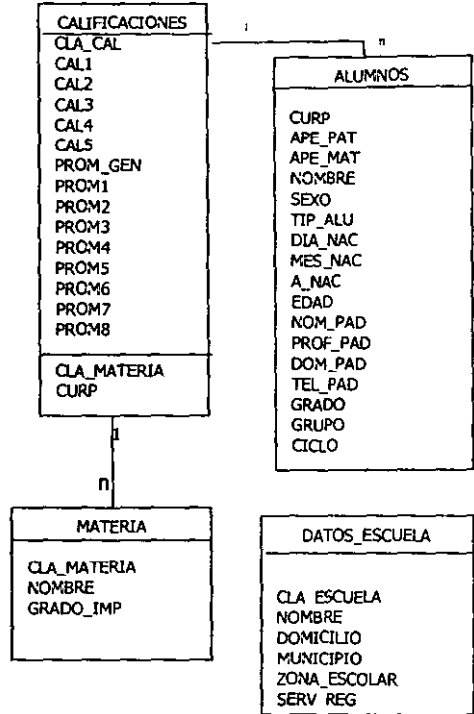 CALIFICACIONES
CLA_CAL
CAL1
CAL2
CAL3
CAL4
CAL5
PROM_GEN
PROM1
PROM2
PROM3
PROM4
PROM5
PROM6
PROM7
PROM8
CLA_MATERIA
CURP
1
n
ALUMNOS
CURP
APE_PAT
APE_MAT
NOMBRE
SEXO
TIP_ALU
DIA_NAC
MES_NAC
A_NAC
EDAD
NOM_PAD
PROF_PAD
DOM_PAD
TEL_PAD
GRADO
GRUPO
CICLO
1
n
MATERIA
CLA_MATERIA
NOMBRE
GRADO_IMP
DATOS_ESCUELA
CLA_ESCUELA
NOMBRE
DOMICILIO
MUNICIPIO
ZONA_ESCOLAR
SERV_REG